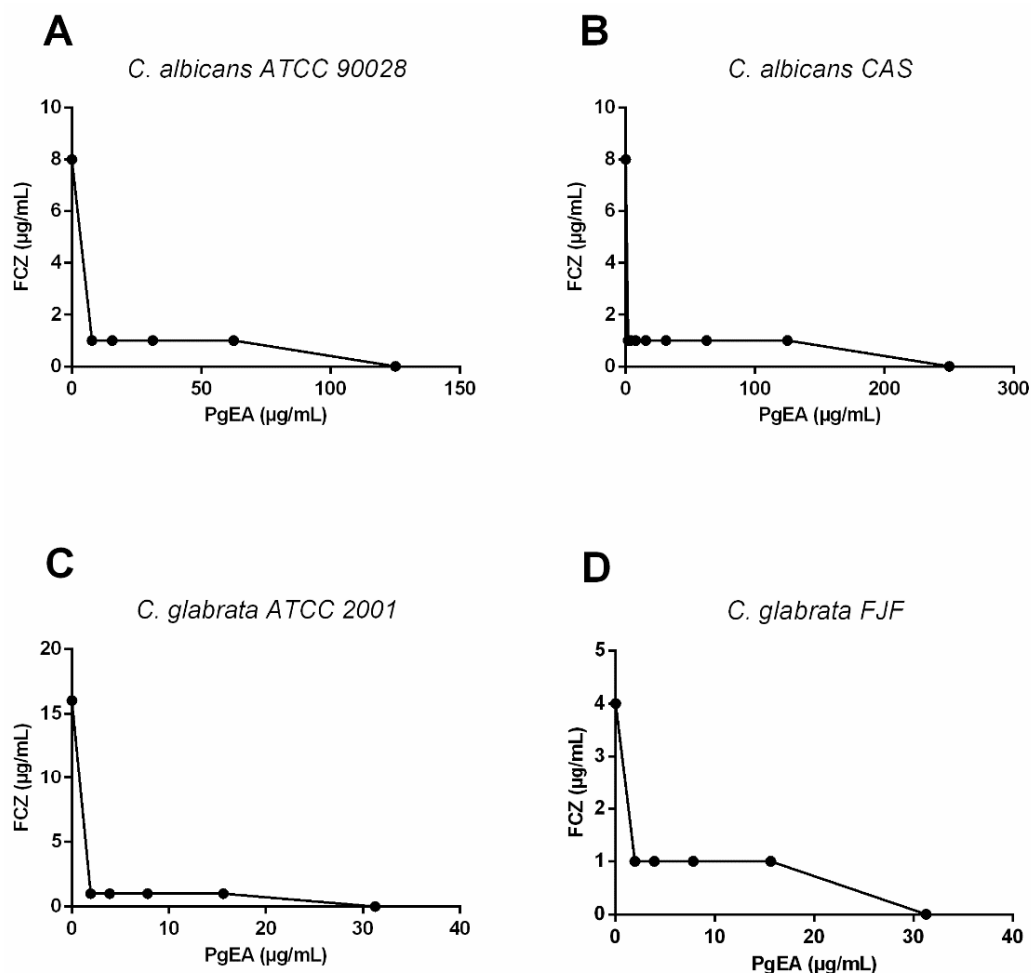 A
C. albicans ATCC 90028
10
8
6
4
2
0
FCZ (µg/mL)
0 50 100 150
PgEA (µg/mL)
B
C. albicans CAS
10
8
6
4
2
0
FCZ (µg/mL)
0 100 200 300
PgEA (µg/mL)
C
C. glabrata ATCC 2001
20
15
10
5
0
FCZ (µg/mL)
0 10 20 30 40
PgEA (µg/mL)
D
C. glabrata FJF
5
4
3
2
1
0
FCZ (µg/mL)
0 10 20 30 40
PgEA (µg/mL)